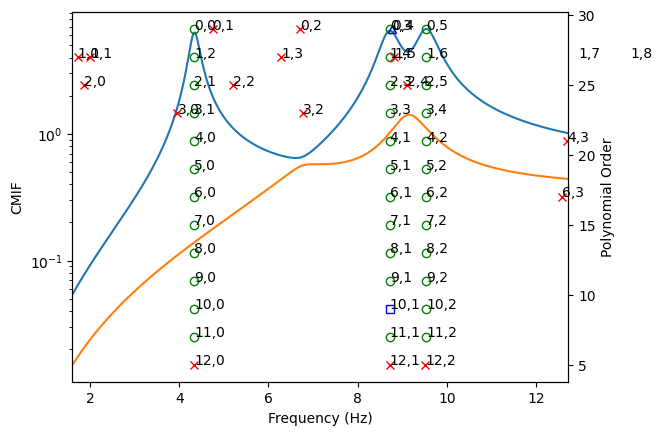 0,0 0,1 0,2 0,3 0,4 0,5 30
1,0 1,1 1,2 1,3 1,4 1,5 1,6 1,7 1,8
2,0 2,1 2,2 2,3 2,4 2,5 25
3,0 3,1 3,2 3,3 3,4
10⁰ 4,0 4,1 4,2 4,3
20
5,0 5,1 5,2
6,0 6,1 6,2 6,3
CMIF
Polynomial Order
7,0 7,1 7,2 15
8,0 8,1 8,2
10⁻¹
9,0 9,1 9,2
10,0 10,1 10,2 10
11,0 11,1 11,2
12,0 12,1 12,2 5
2 4 6 8 10 12
Frequency (Hz)